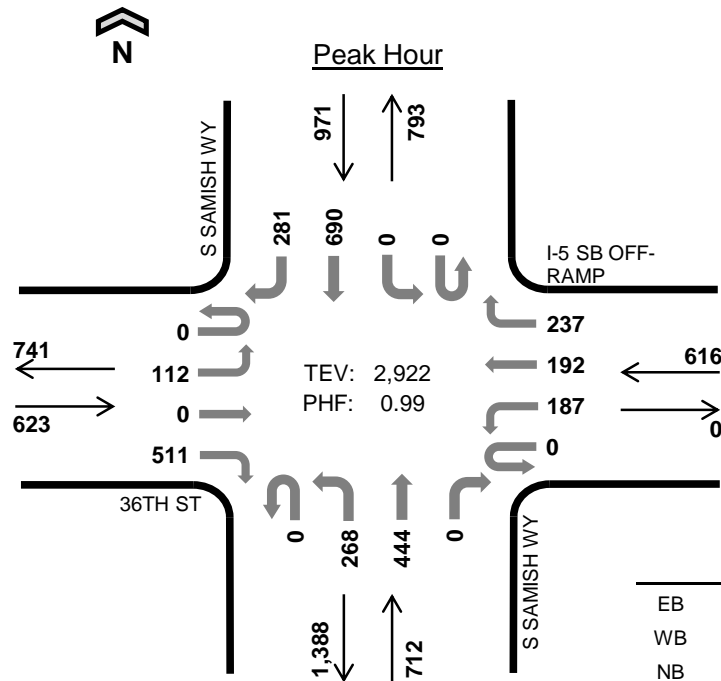 N
Peak Hour
971
793
S SAMISH WY
281
690
0
0
I-5 SB OFF-
RAMP
0
237
741
112
TEV: 2,922
192
616
623
0
PHF: 0.99
187
0
511
0
36TH ST
0
268
444
0
S SAMISH WY
1,388
712
EB
WB
NB